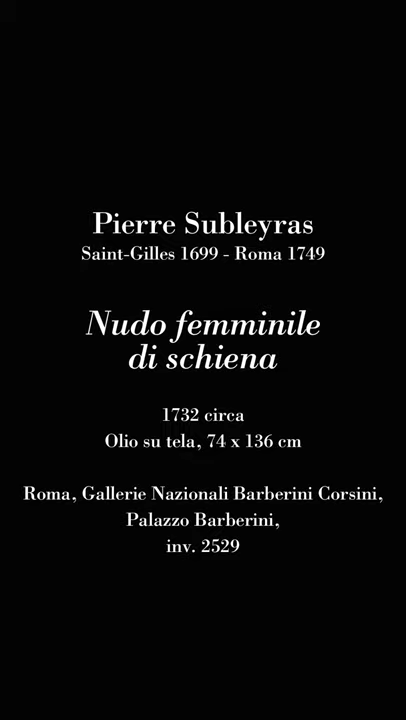 Pierre Subleyras
Saint-Gilles 1699 - Roma 1749
Nudo femminile
di schiena
1732 circa
Olio su tela, 74 x 136 cm
Roma, Gallerie Nazionali Barberini Corsini,
Palazzo Barberini,
inv. 2529